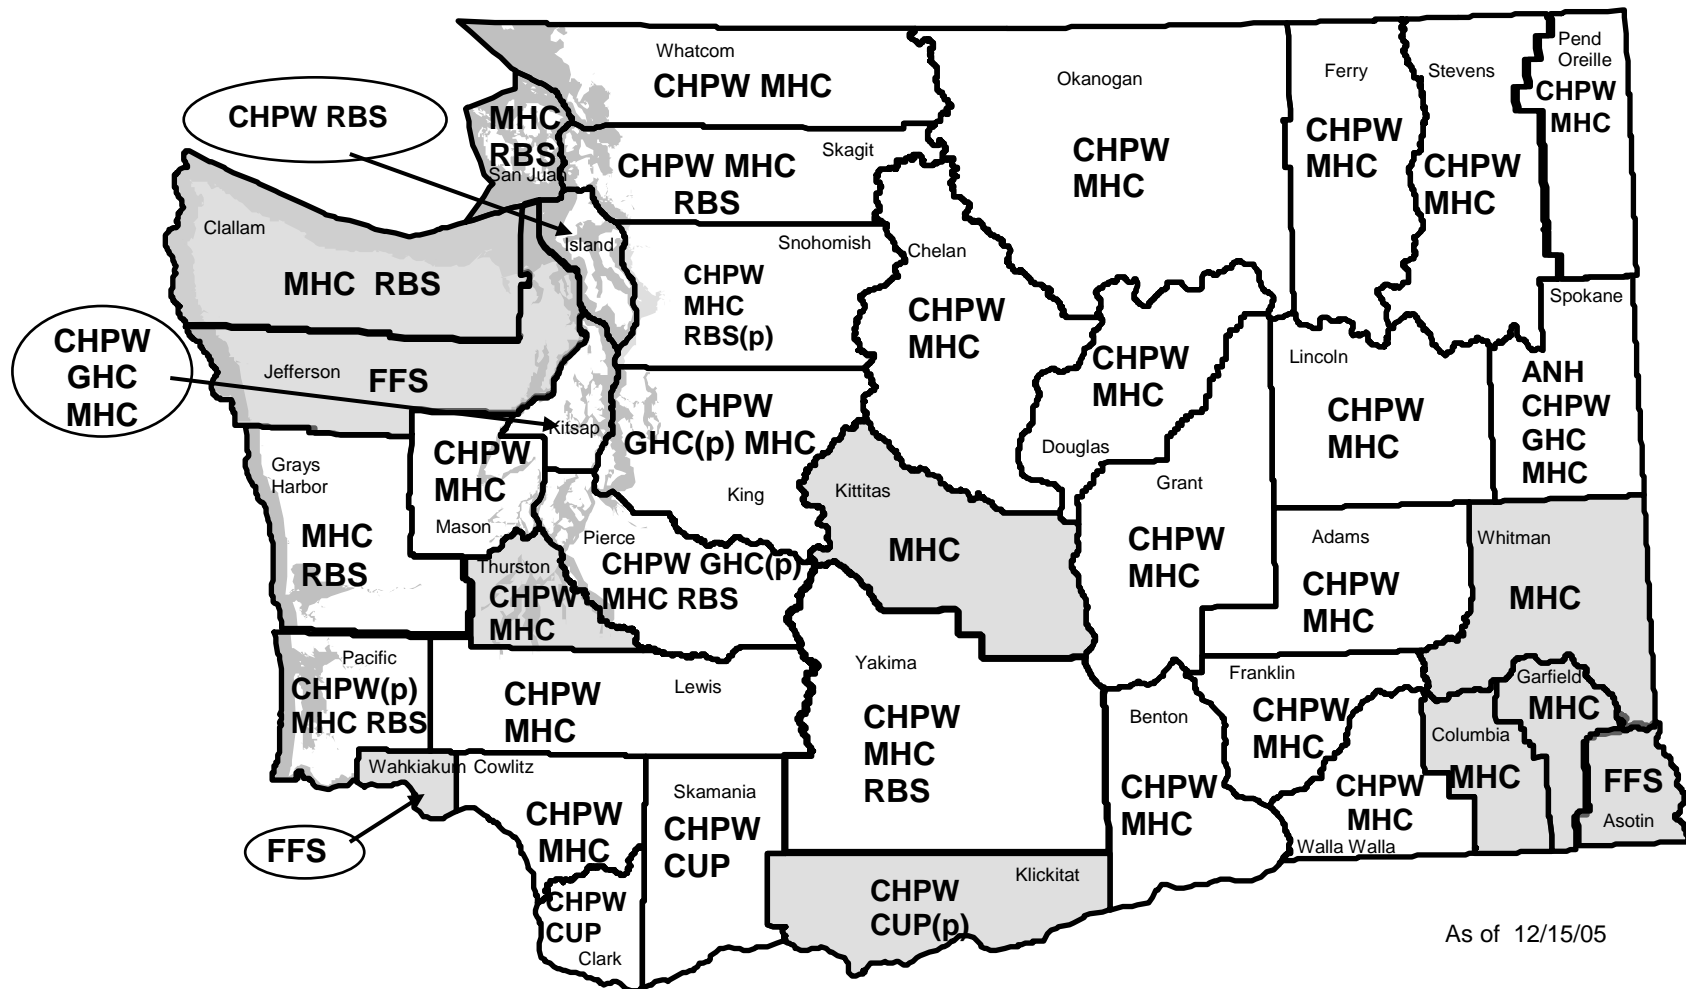 Whatcom
CHPW MHC
Okanogan
CHPW
MHC
Ferry
CHPW
MHC
Stevens
CHPW
MHC
Pend
Oreille
CHPW
MHC
CHPW RBS
MHC
RBS
San Juan
Skagit
CHPW MHC
RBS
Clallam
MHC RBS
Island
Snohomish
CHPW
MHC
RBS(p)
Chelan
CHPW
MHC
Spokane
ANH
CHPW
GHC
MHC
CHPW
GHC
MHC
Jefferson
FFS
Kitsap
CHPW
GHC(p) MHC
King
CHPW
MHC
Douglas
Lincoln
CHPW
MHC
Grays
Harbor
MHC
RBS
CHPW
MHC
Mason
Kittitas
MHC
Grant
CHPW
MHC
Adams
CHPW
MHC
Whitman
MHC
Thurston
CHPW
MHC
Pierce
CHPW GHC(p)
MHC RBS
Pacific
CHPW(p)
MHC RBS
Lewis
CHPW
MHC
Yakima
CHPW
MHC
RBS
Benton
CHPW
MHC
Franklin
CHPW
MHC
Garfield
MHC
Columbia
MHC
CHPW
MHC
Walla Walla
FFS
Asotin
Wahkiakum
FFS
Cowlitz
CHPW
MHC
Skamania
CHPW
CUP
Klickitat
CHPW
CUP(p)
CHPW
CUP
Clark
As of 12/15/05